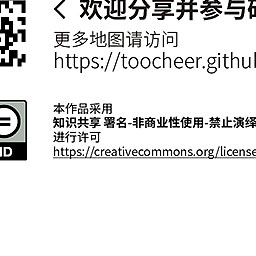 欢迎分享并参与
更多地图请访问
https://toocheer.githu
本作品采用
知识共享 署名-非商业性使用-禁止演绎
进行许可
https://creativecommons.org/license
ND